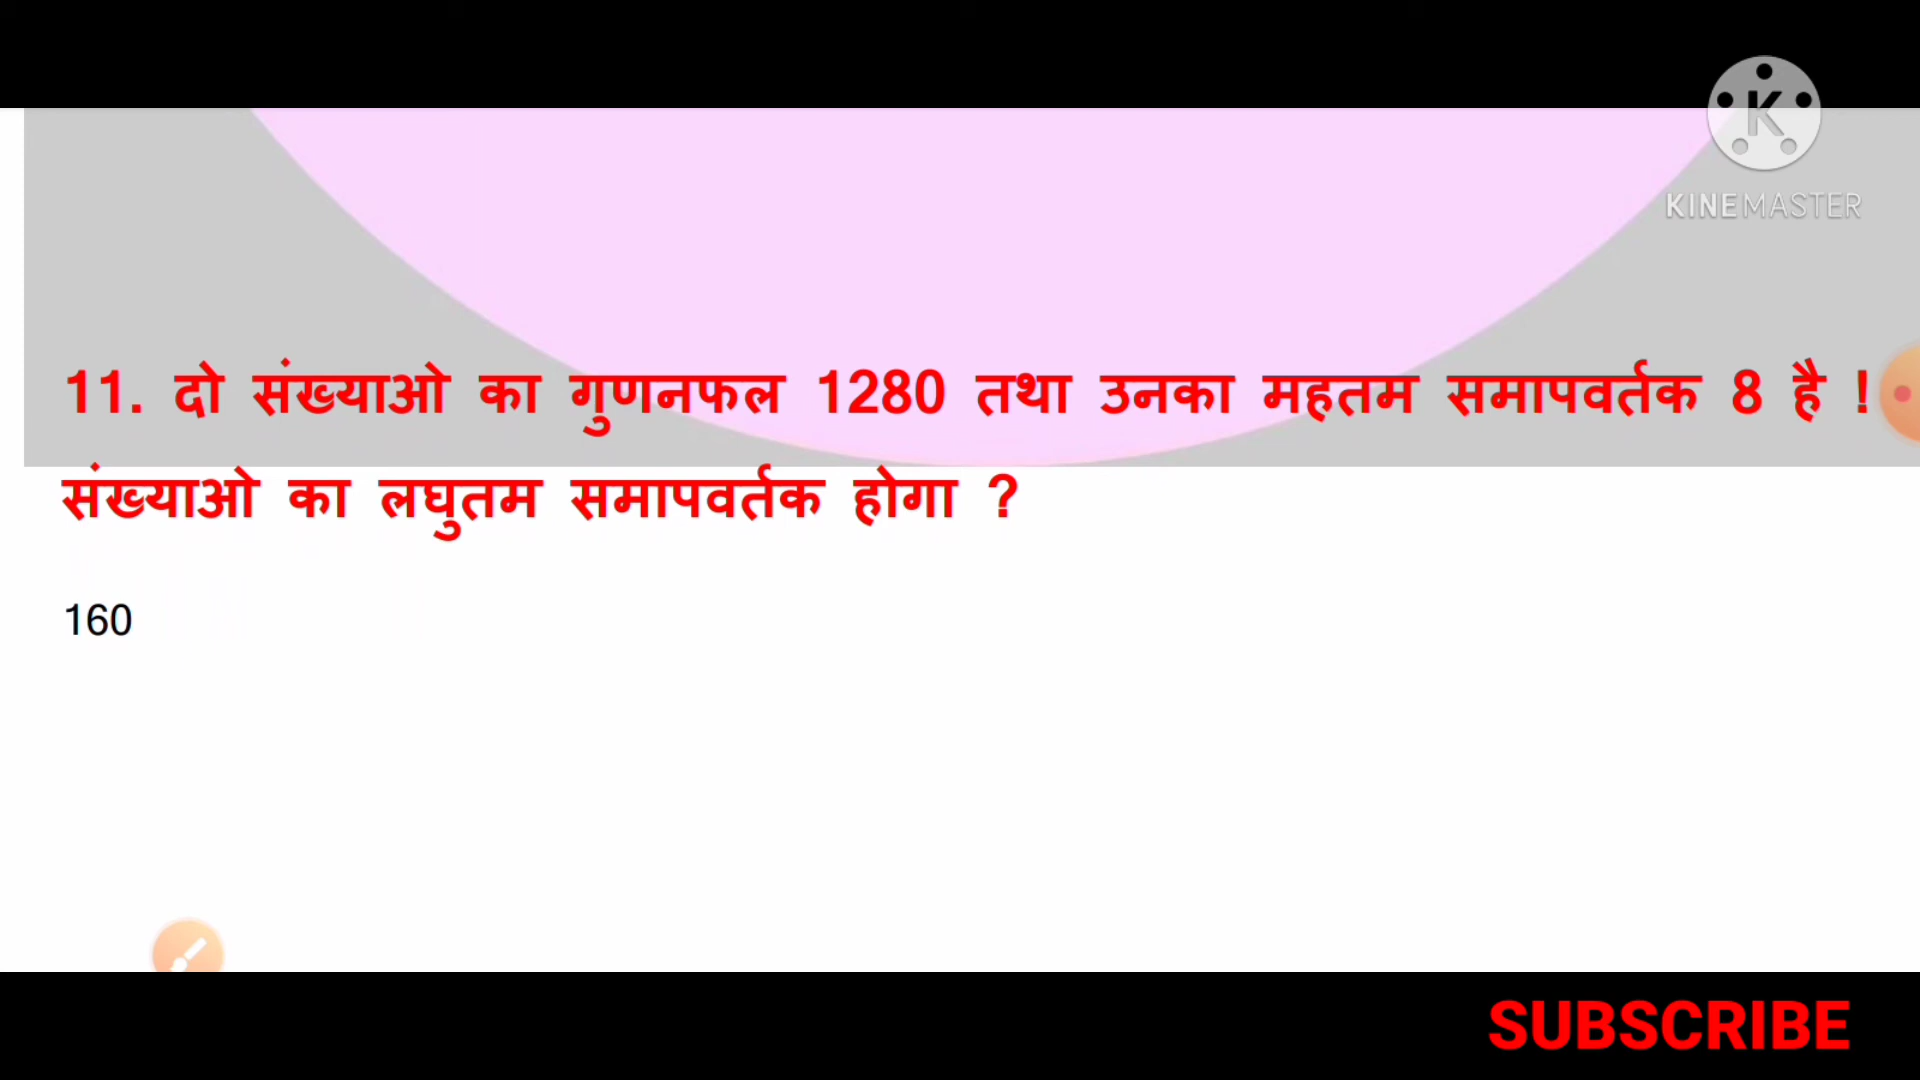 K
KINEMASTER
11. दो संख्याओ का गुणनफल 1280 तथा उनका महतम समापवर्तक 8 है !
संख्याओ का लघुतम समापवर्तक होगा ?
160
SUBSCRIBE